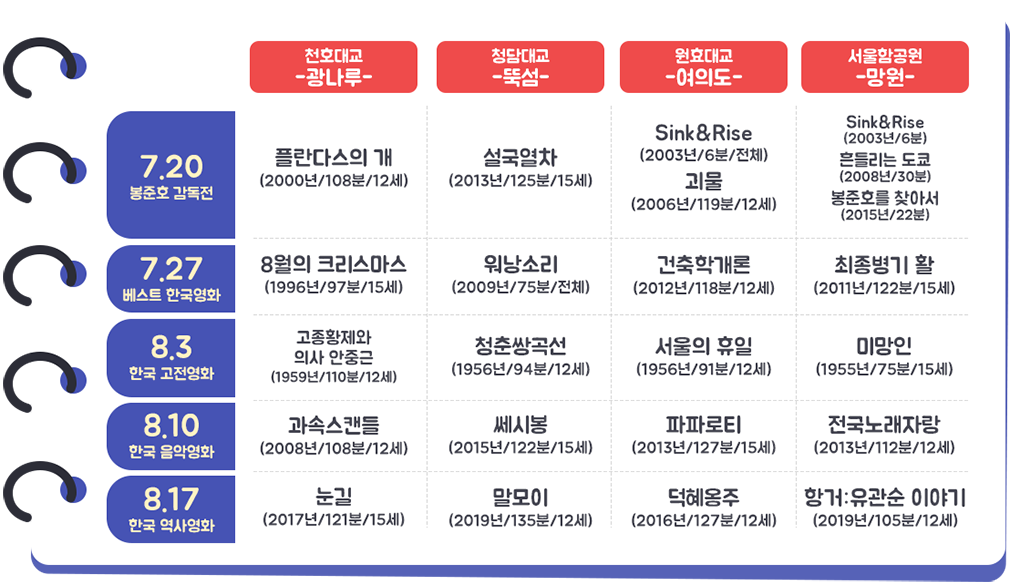 천호대교
-광나루-
청담대교
-뚝섬-
원효대교
-여의도-
서울함공원
-망원-
7.20
봉준호 감독전
플란다스의 개
(2000년/108분/12세)
설국열차
(2013년/125분/15세)
Sink&Rise
(2003년/6분/전체)
괴물
(2006년/119분/12세)
Sink&Rise
(2003년/6분)
흔들리는 도쿄
(2008년/30분)
봉준호를 찾아서
(2015년/22분)
7.27
베스트 한국영화
8월의 크리스마스
(1996년/97분/15세)
워낭소리
(2009년/75분/전체)
건축학개론
(2012년/118분/12세)
최종병기 활
(2011년/122분/15세)
8.3
한국 고전영화
고종황제와
의사 안중근
(1959년/110분/12세)
청춘쌍곡선
(1956년/94분/12세)
서울의 휴일
(1956년/91분/12세)
미망인
(1955년/75분/15세)
8.10
한국 음악영화
과속스캔들
(2008년/108분/12세)
쎄시봉
(2015년/122분/15세)
파파로티
(2013년/127분/15세)
전국노래자랑
(2013년/112분/12세)
8.17
한국 역사영화
눈길
(2017년/121분/15세)
말모이
(2019년/135분/12세)
덕혜옹주
(2016년/127분/12세)
항거:유관순 이야기
(2019년/105분/12세)